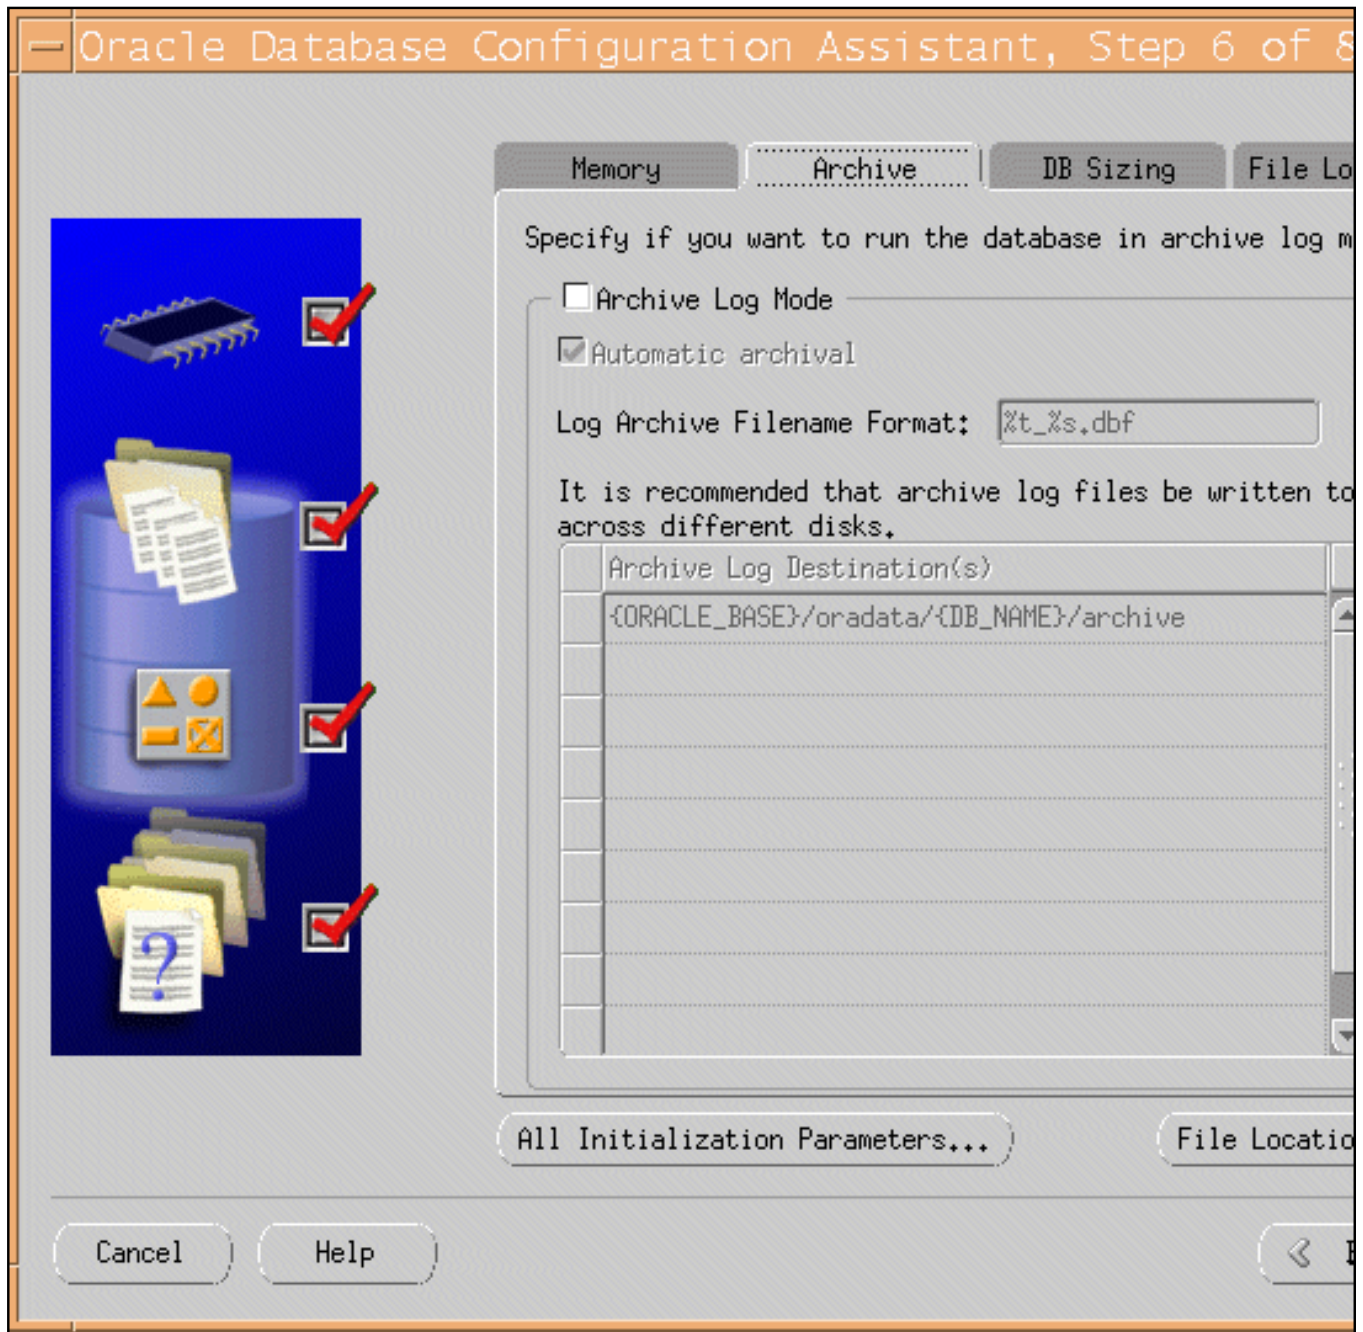 Oracle Database Configuration Assistant, Step 6 of 8
Memory
Archive
DB Sizing
File
Specify if you want to run the database in archive log
Archive Log Mode
Automatic archival
Log Archive Filename Format: %t_%s.dbf
It is recommended that archive log files be written to
across different disks.
Archive Log Destination(s)
{ORACLE_BASE}/oradata/{DB_NAME}/archive
All Initialization Parameters...
File
Cancel
Help